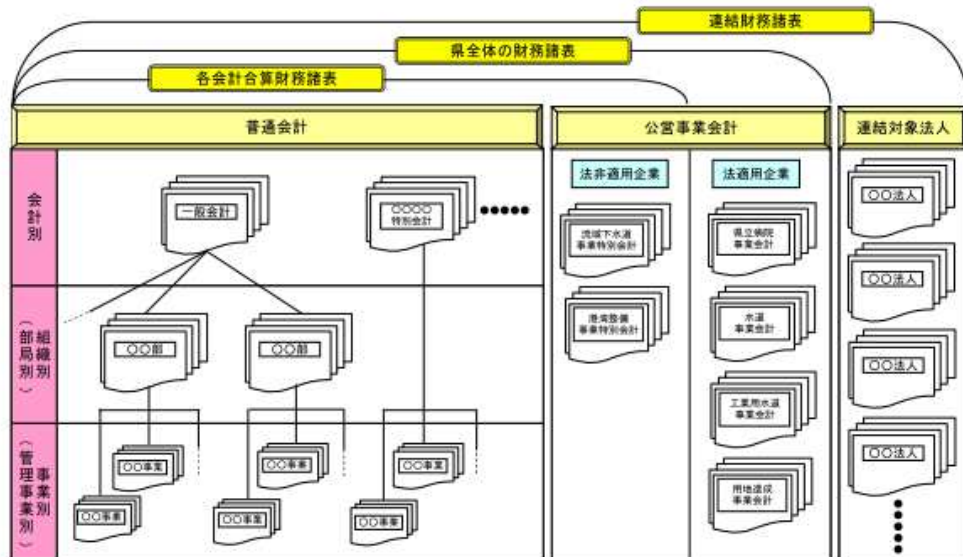 連結財務諸表
県全体の財務諸表
各会計合算財務諸表
普通会計
公営事業会計
連結対象法人
会計別
法非適用企業
法適用企業
一般会計
○○○○
特別会計
●●●●●
流域下水道
事業特別会計
県立病院
事業会計
○○法人
港湾整備
事業特別会計
水道
事業会計
○○法人
組織別
（部局別）
○○部
○○部
○○法人
工業用水道
事業会計
事業別
（管理事業別）
○○事業
○○事業
○○事業
○○法人
用地造成
事業会計
○○事業
○○事業
○○事業